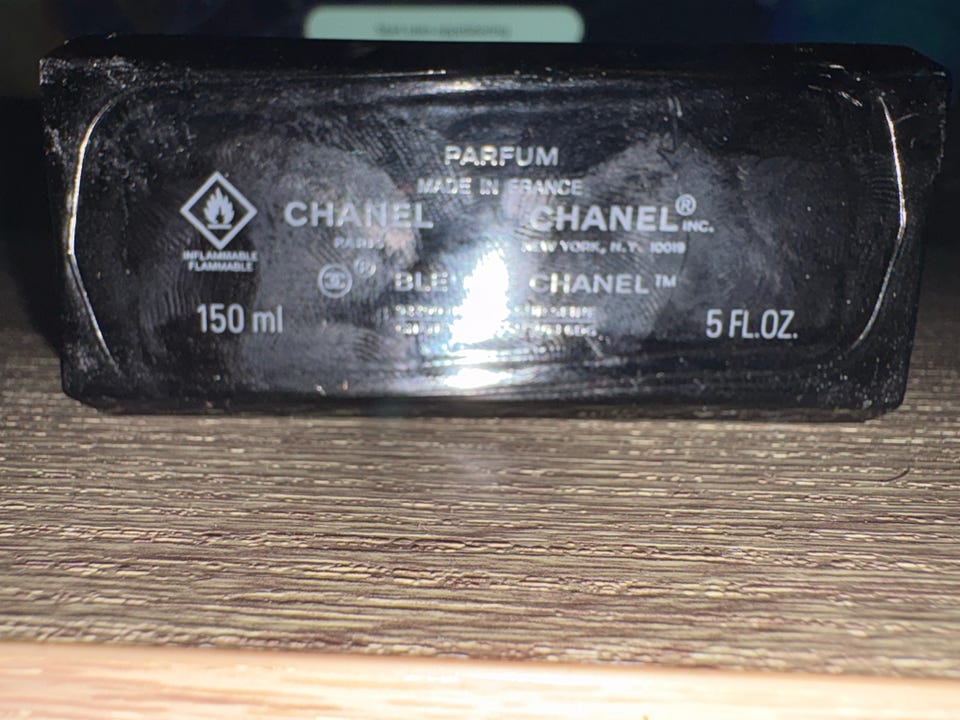 PARFUM
MADE IN FRANCE
CHANEL CHANEL® INC.
PARIS NEW YORK, N.Y. 10019
INFLAMMABLE
FLAMMABLE
® BLE CHANEL™
150 ml 5 FL.OZ.